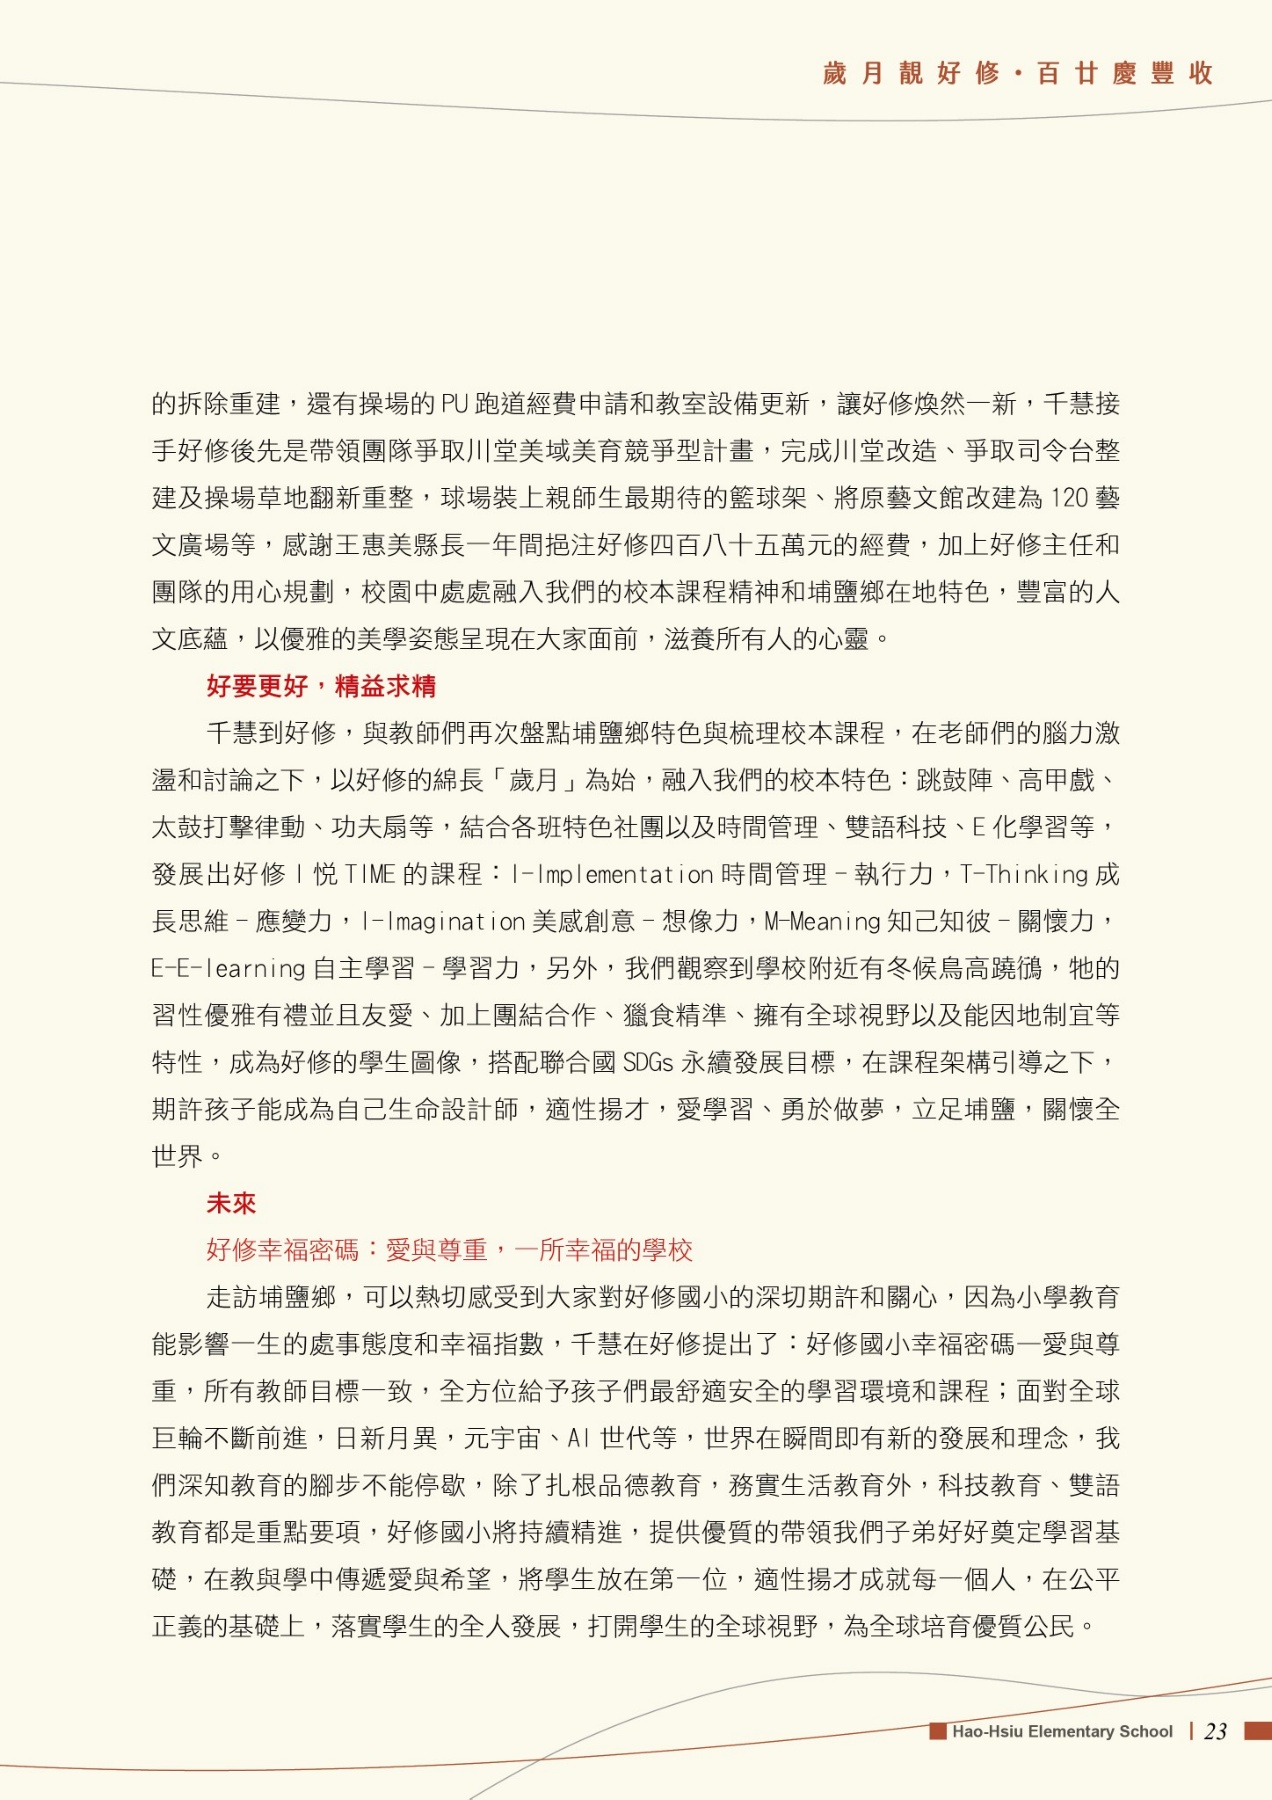 歲月靚好修•百廿慶豐收
的拆除重建，還有操場的 PU 跑道經費申請和教室設備更新，讓好修煥然一新，千慧接
手好修後先是帶領團隊爭取川堂美域美育競爭型計畫，完成川堂改造、爭取司令台整
建及操場草地翻新重整，球場裝上親師生最期待的籃球架、將原藝文館改建為 120 藝
文廣場等，感謝王惠美縣長一年間挹注好修四百八十五萬元的經費，加上好修主任和
團隊的用心規劃，校園中處處融入我們的校本課程精神和埔鹽鄉在地特色，豐富的人
文底蘊，以優雅的美學姿態呈現在大家面前，滋養所有人的心靈。
好要更好，精益求精
千慧到好修，與教師們再次盤點埔鹽鄉特色與梳理校本課程，在老師們的腦力激
盪和討論之下，以好修的綿長「歲月」為始，融入我們的校本特色：跳鼓陣、高甲戲、
太鼓打擊律動、功夫扇等，結合各班特色社團以及時間管理、雙語科技、E 化學習等，
發展出好修 I 悅 TIME 的課程：I-Implementation 時間管理 – 執行力，T-Thinking 成
長思維 – 應變力，I-Imagination 美感創意 – 想像力，M-Meaning 知己知彼 – 關懷力，
E-E-learning 自主學習 – 學習力，另外，我們觀察到學校附近有冬候鳥高蹺鴴，牠的
習性優雅有禮並且友愛、加上團結合作、獵食精準、擁有全球視野以及能因地制宜等
特性，成為好修的學生圖像，搭配聯合國 SDGs 永續發展目標，在課程架構引導之下，
期許孩子能成為自己生命設計師，適性揚才，愛學習、勇於做夢，立足埔鹽，關懷全
世界。
未來
好修幸福密碼：愛與尊重，一所幸福的學校
走訪埔鹽鄉，可以熱切感受到大家對好修國小的深切期許和關心，因為小學教育
能影響一生的處事態度和幸福指數，千慧在好修提出了：好修國小幸福密碼—愛與尊
重，所有教師目標一致，全方位給予孩子們最舒適安全的學習環境和課程；面對全球
巨輪不斷前進，日新月異，元宇宙、AI 世代等，世界在瞬間即有新的發展和理念，我
們深知教育的腳步不能停歇，除了扎根品德教育，務實生活教育外，科技教育、雙語
教育都是重點要項，好修國小將持續精進，提供優質的帶領我們子弟好好奠定學習基
礎，在教與學中傳遞愛與希望，將學生放在第一位，適性揚才成就每一個人，在公平
正義的基礎上，落實學生的全人發展，打開學生的全球視野，為全球培育優質公民。
Hao-Hsiu Elementary School | 23